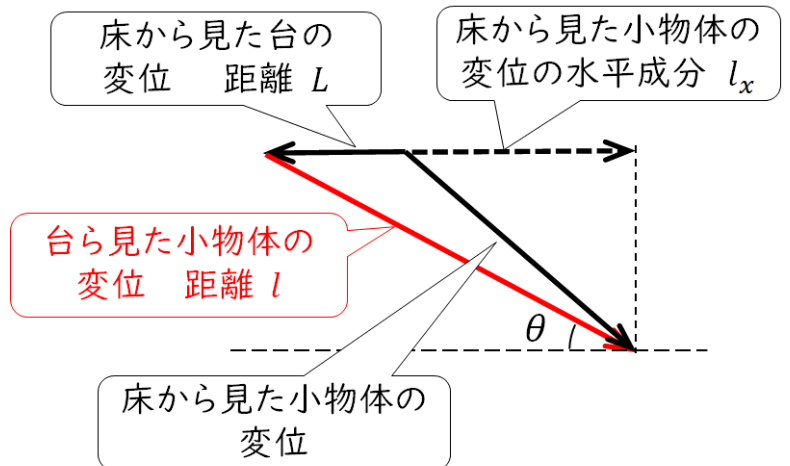 床から見た台の
変位 距離 L
床から見た小物体の
変位の水平成分 lₓ
台ら見た小物体の
変位 距離 l
θ
床から見た小物体の
変位